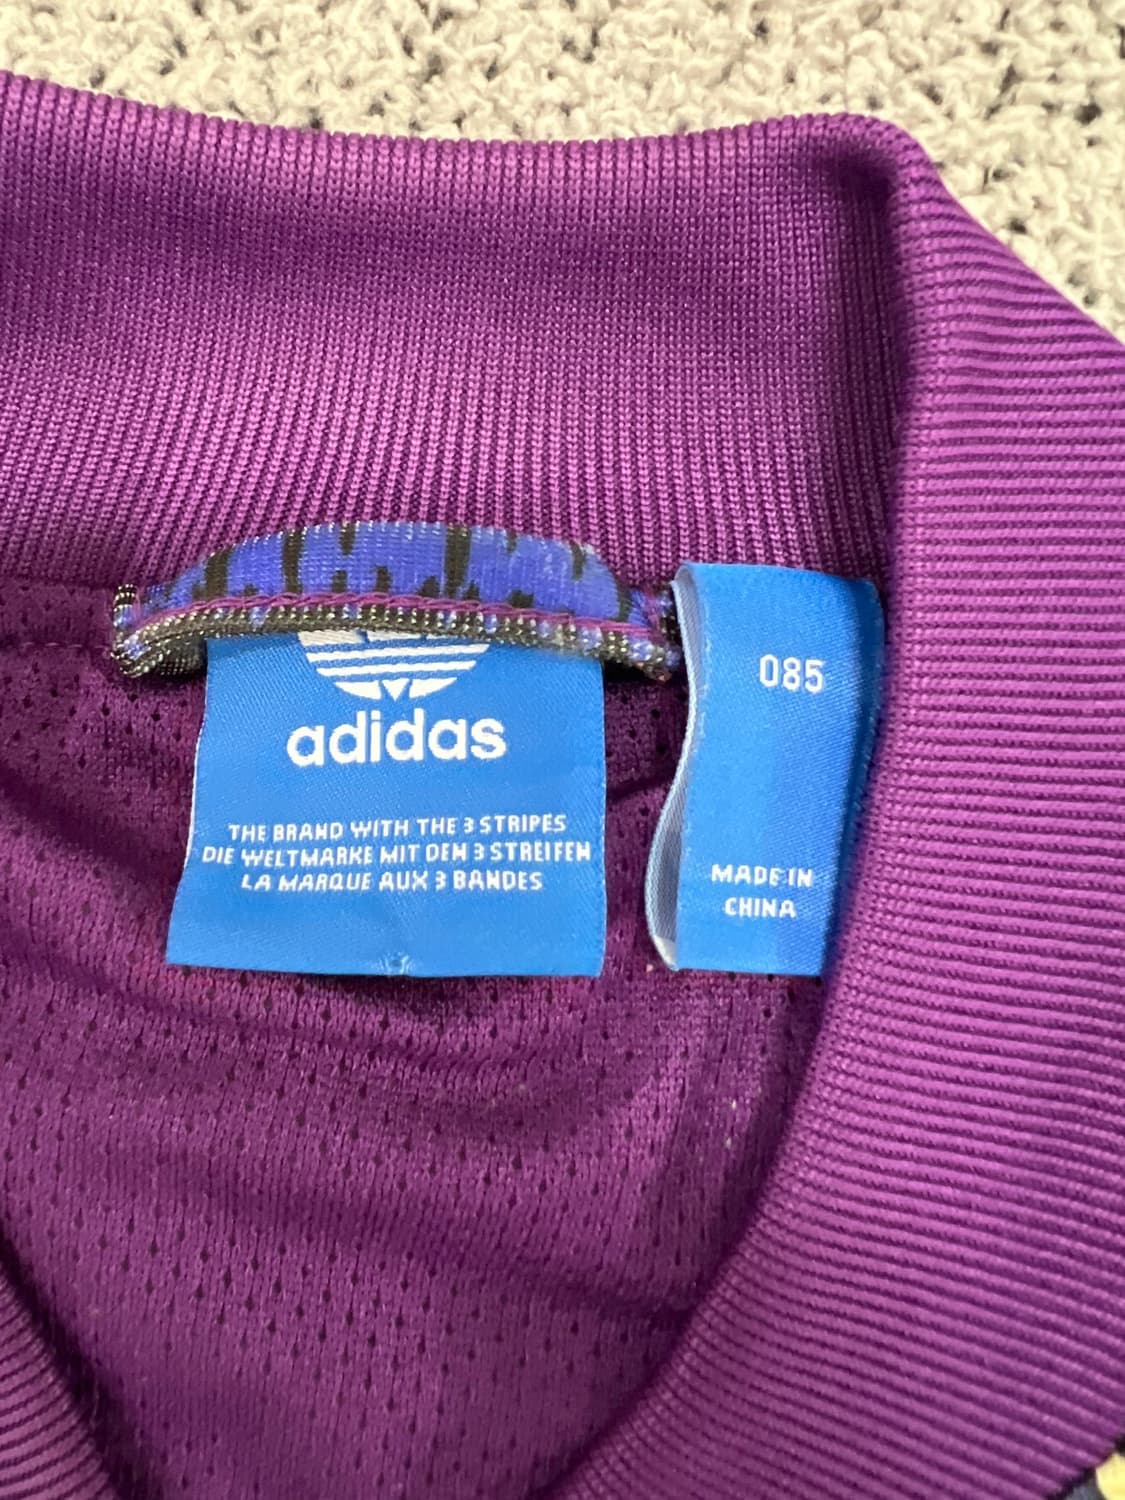 adidas
THE BRAND WITH THE 3 STRIPES
DIE WELTMARKE MIT DEN 3 STREIFEN
LA MARQUE AUX 3 BANDES
085
MADE IN
CHINA